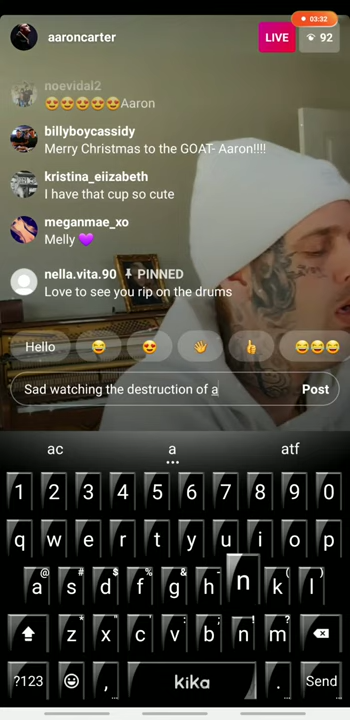 03:32
aaroncarter
LIVE
92
noevidal2
😍😍😍😍😍Aaron
billyboycassidy
Merry Christmas to the GOAT- Aaron!!!!
kristina_eiizabeth
I have that cup so cute
meganmae_xo
Melly 💜
nella.vita.90 PINNED
Love to see you rip on the drums
Hello 😂 😍 👋 👍 😂😂😂
Sad watching the destruction of a Post
ac a atf
1 2 3 4 5 6 7 8 9 0
q w e r t y u i o p
@ # $ % & - ( )
a s d f g h n k l
* " ' : ; ! ?
z x c v b n m
?123 , kika . Send